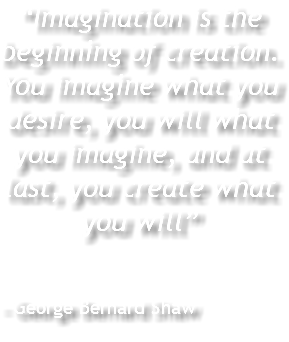 “Imagination is the
beginning of creation.
You imagine what you
desire, you will what
you imagine, and at
last, you create what
you will”
- George Bernard Shaw